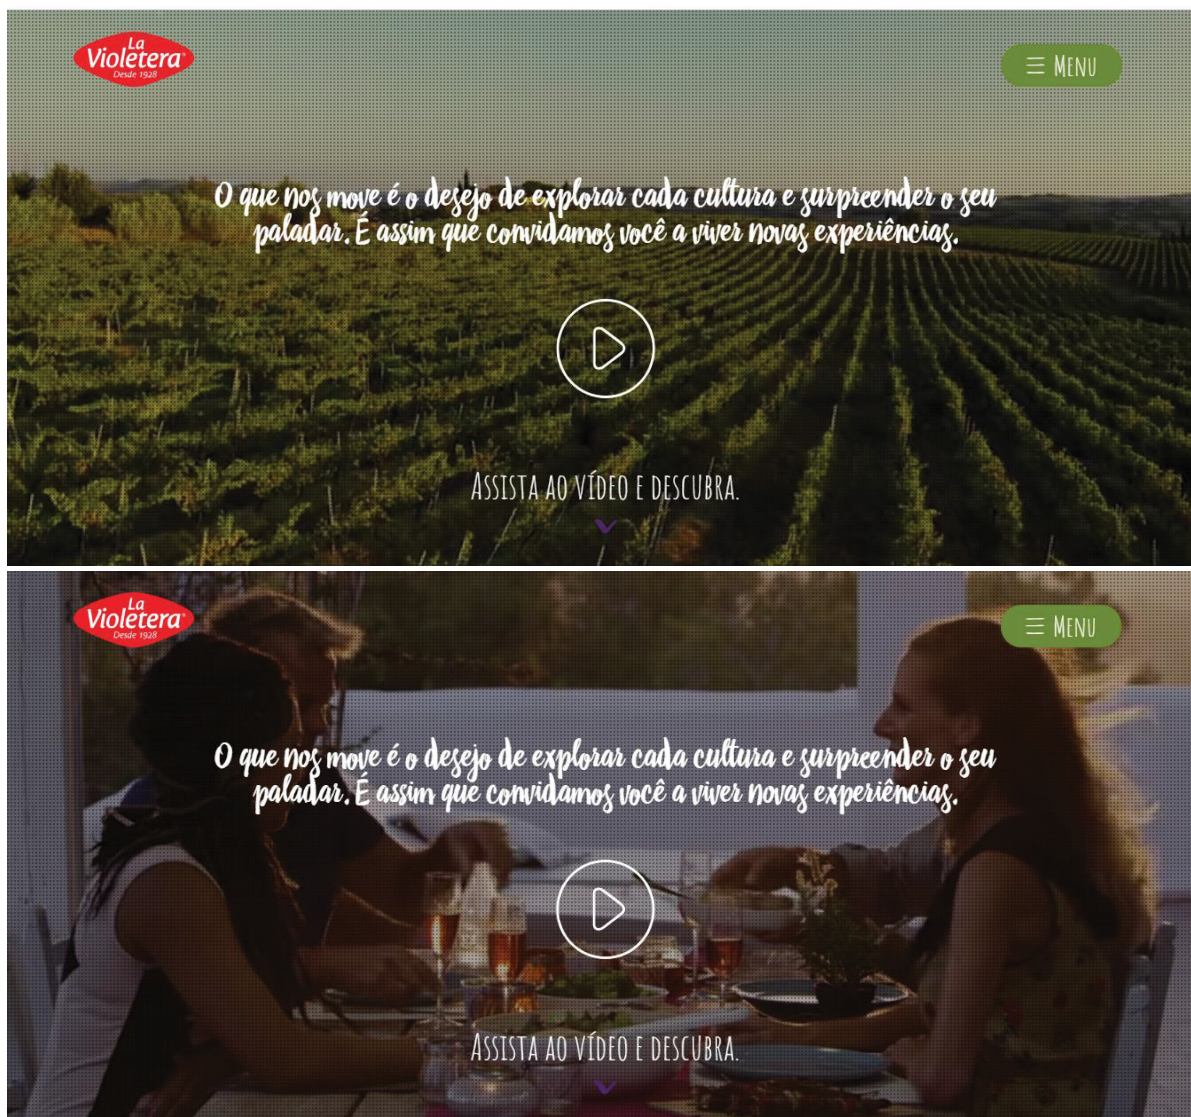 La
Violetera
Desde 1928
Menu
O que nos move é o desejo de explorar cada cultura e surpreender o seu
paladar. É assim que convidamos você a viver novas experiências.
Assista ao vídeo e descubra.
La
Violetera
Desde 1928
Menu
O que nos move é o desejo de explorar cada cultura e surpreender o seu
paladar. É assim que convidamos você a viver novas experiências.
Assista ao vídeo e descubra.